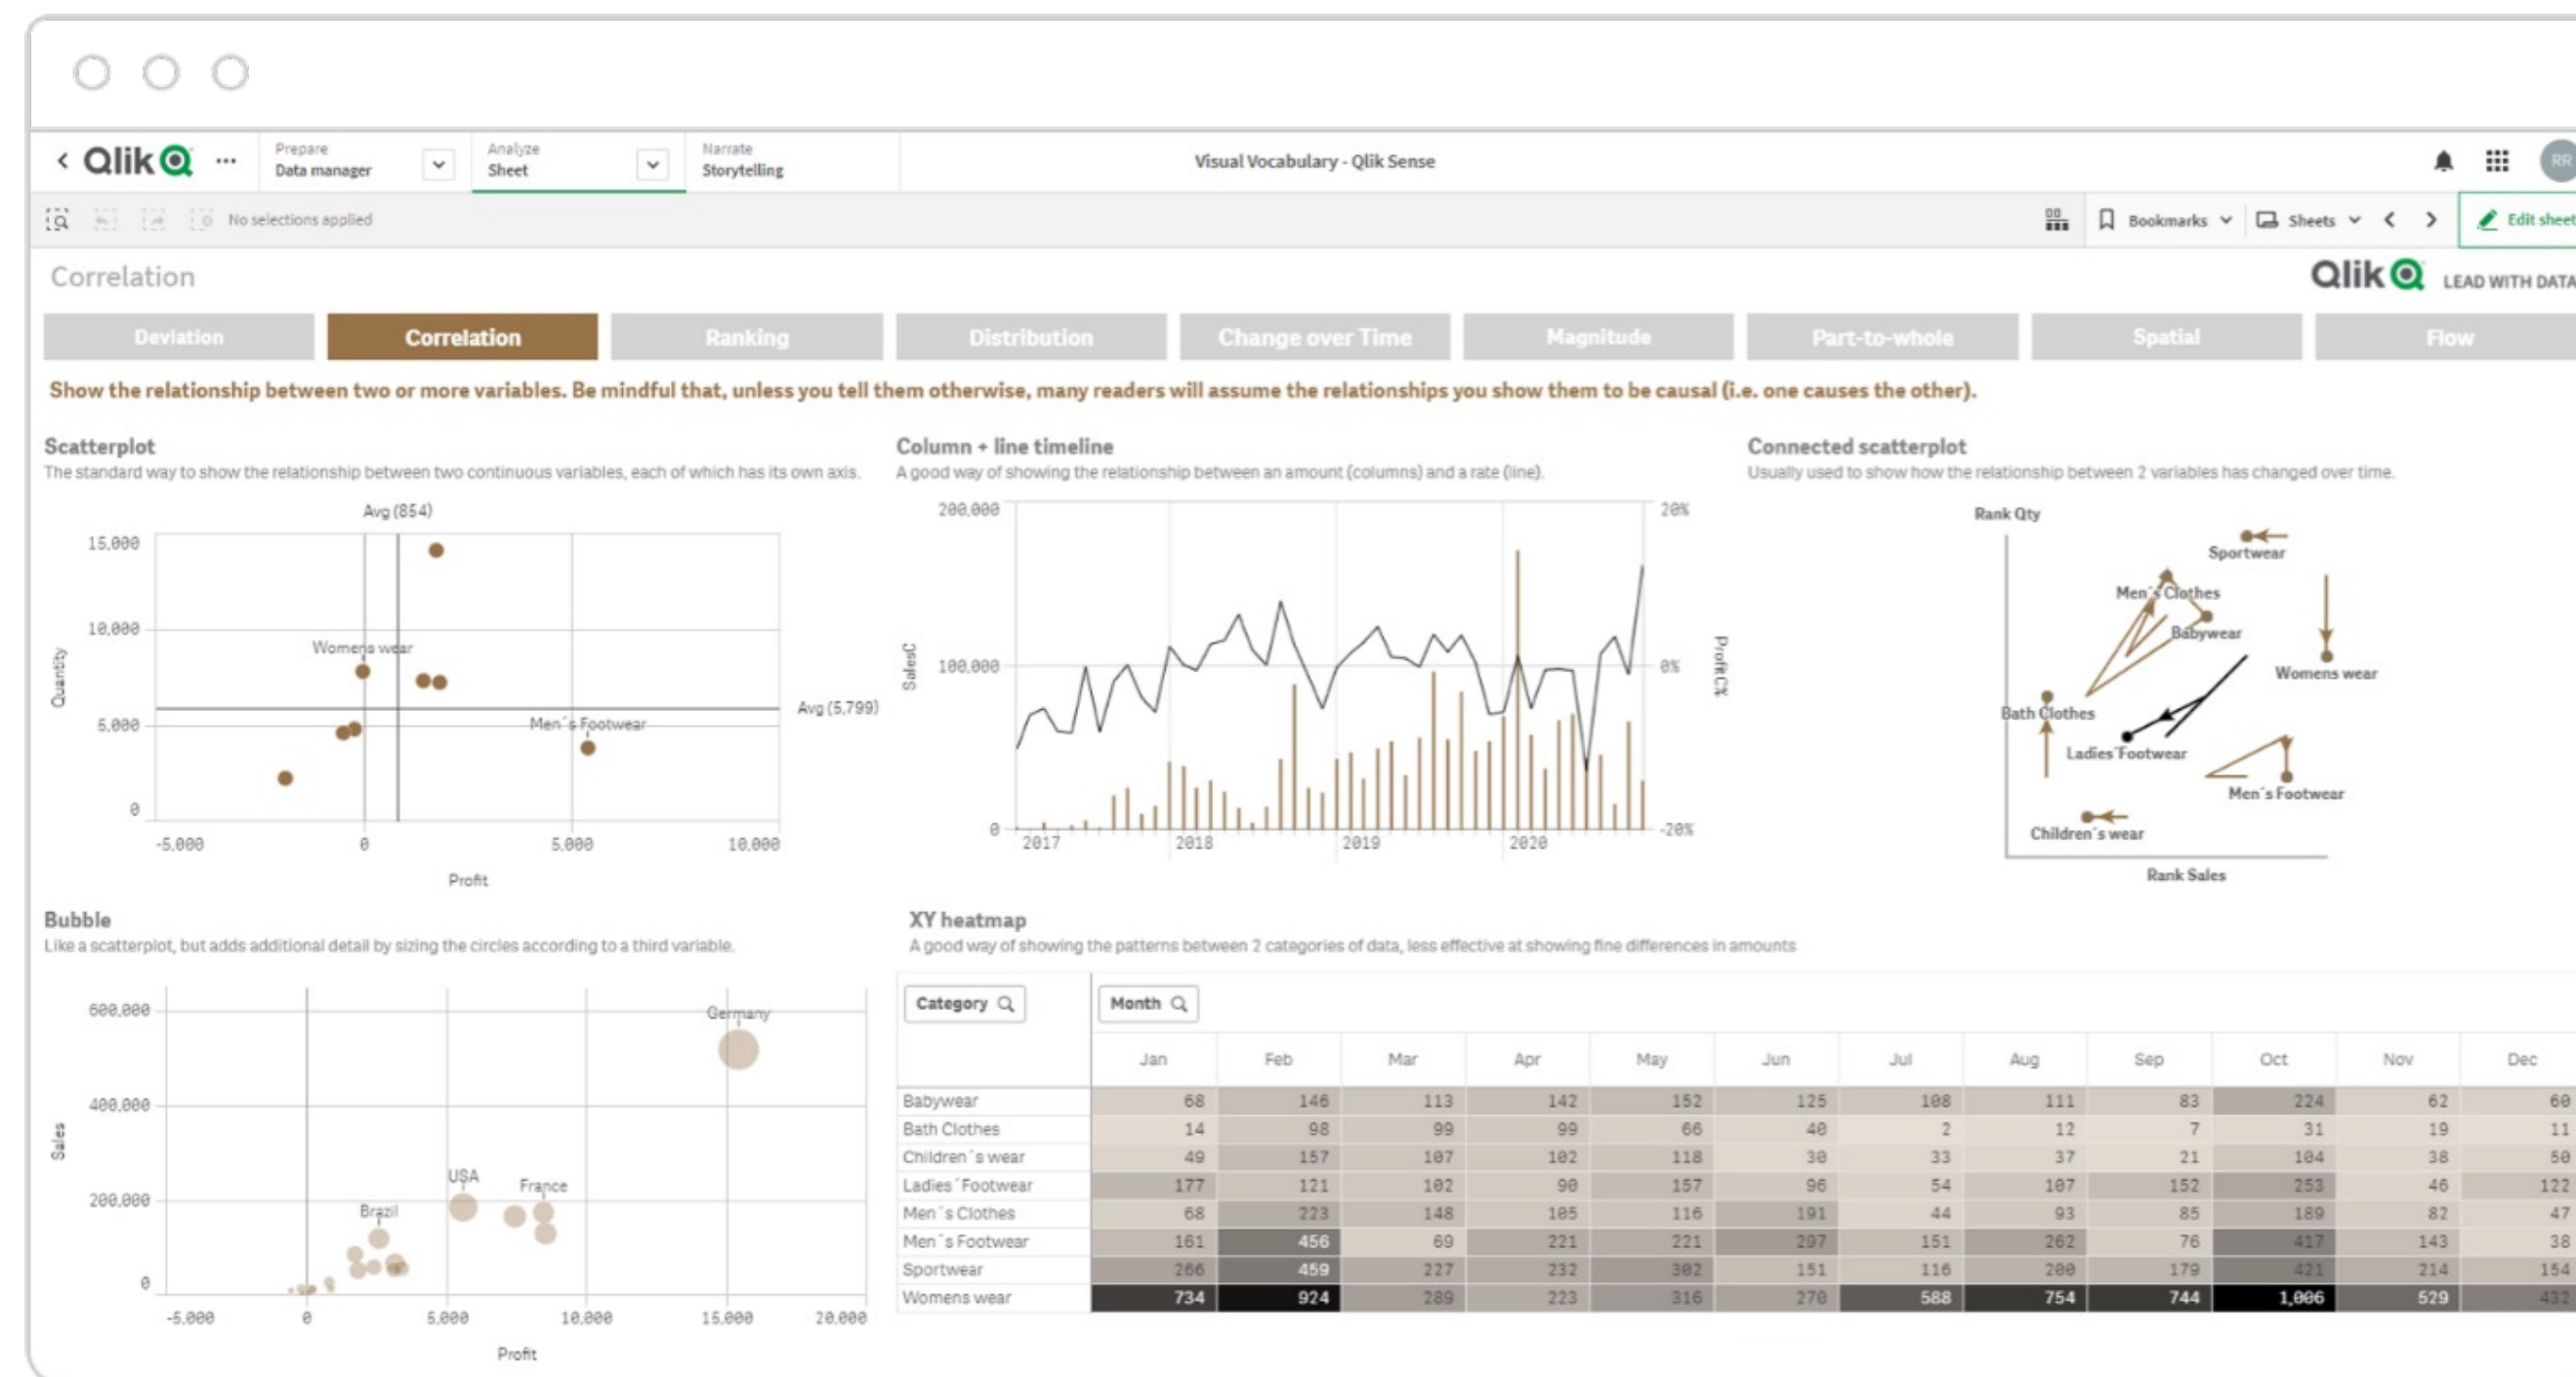 Qlik ... Prepare Analyze Narrate
Data manager Sheet Storytelling Visual Vocabulary - Qlik Sense RR
No selections applied Bookmarks Sheets Edit sheet
Correlation Qlik LEAD WITH DATA
Deviation Correlation Ranking Distribution Change over Time Magnitude Part-to-whole Spatial Flow
Show the relationship between two or more variables. Be mindful that, unless you tell them otherwise, many readers will assume the relationships you show them to be causal (i.e. one causes the other).
Scatterplot
The standard way to show the relationship between two continuous variables, each of which has its own axis.
Avg (854)
15,000
10,000
Womens wear
Quantity
Avg (5,799)
5,000
Men´s Footwear
0
-5,000 0 5,000 10,000
Profit
Column + line timeline
A good way of showing the relationship between an amount (columns) and a rate (line).
200,000 20%
SalesC 100,000 0% ProfitC%
0 -20%
2017 2018 2019 2020
Connected scatterplot
Usually used to show how the relationship between 2 variables has changed over time.
Rank Qty
Sportwear
Men´s Clothes
Babywear
Womens wear
Bath Clothes
Ladies´Footwear
Men´s Footwear
Children´s wear
Rank Sales
Bubble
Like a scatterplot, but adds additional detail by sizing the circles according to a third variable.
600,000
Germany
400,000
Sales
USA
France
200,000
Brazil
0
-5,000 0 5,000 10,000 15,000 20,000
Profit
XY heatmap
A good way of showing the patterns between 2 categories of data, less effective at showing fine differences in amounts
Category Month
Jan Feb Mar Apr May Jun Jul Aug Sep Oct Nov Dec
Babywear 68 146 113 142 152 125 108 111 83 224 62 60
Bath Clothes 14 98 99 99 66 40 2 12 7 31 19 11
Children´s wear 49 157 107 102 118 30 33 37 21 104 38 50
Ladies´Footwear 177 121 102 90 157 96 54 107 152 253 46 122
Men´s Clothes 68 223 148 105 116 191 44 93 85 189 82 47
Men´s Footwear 161 456 69 221 221 297 151 262 76 417 143 38
Sportwear 266 459 227 232 302 151 116 200 179 421 214 154
Womens wear 734 924 289 223 316 270 588 754 744 1,006 529 432